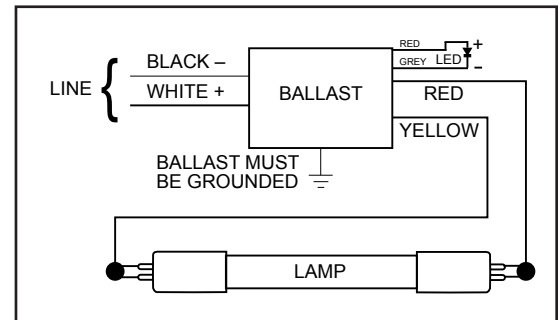 RED
+
GREY
LED
-
BLACK –
LINE
WHITE +
BALLAST
RED
YELLOW
BALLAST MUST
BE GROUNDED
LAMP